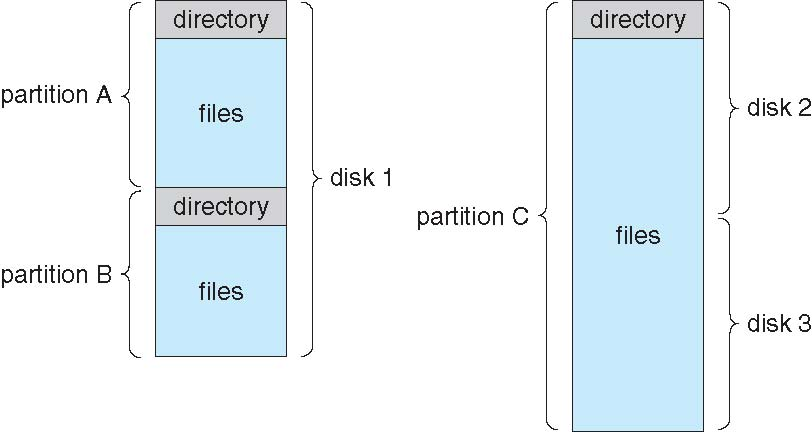 directory
partition A
files
disk 1
directory
partition B
files
directory
disk 2
partition C
files
disk 3